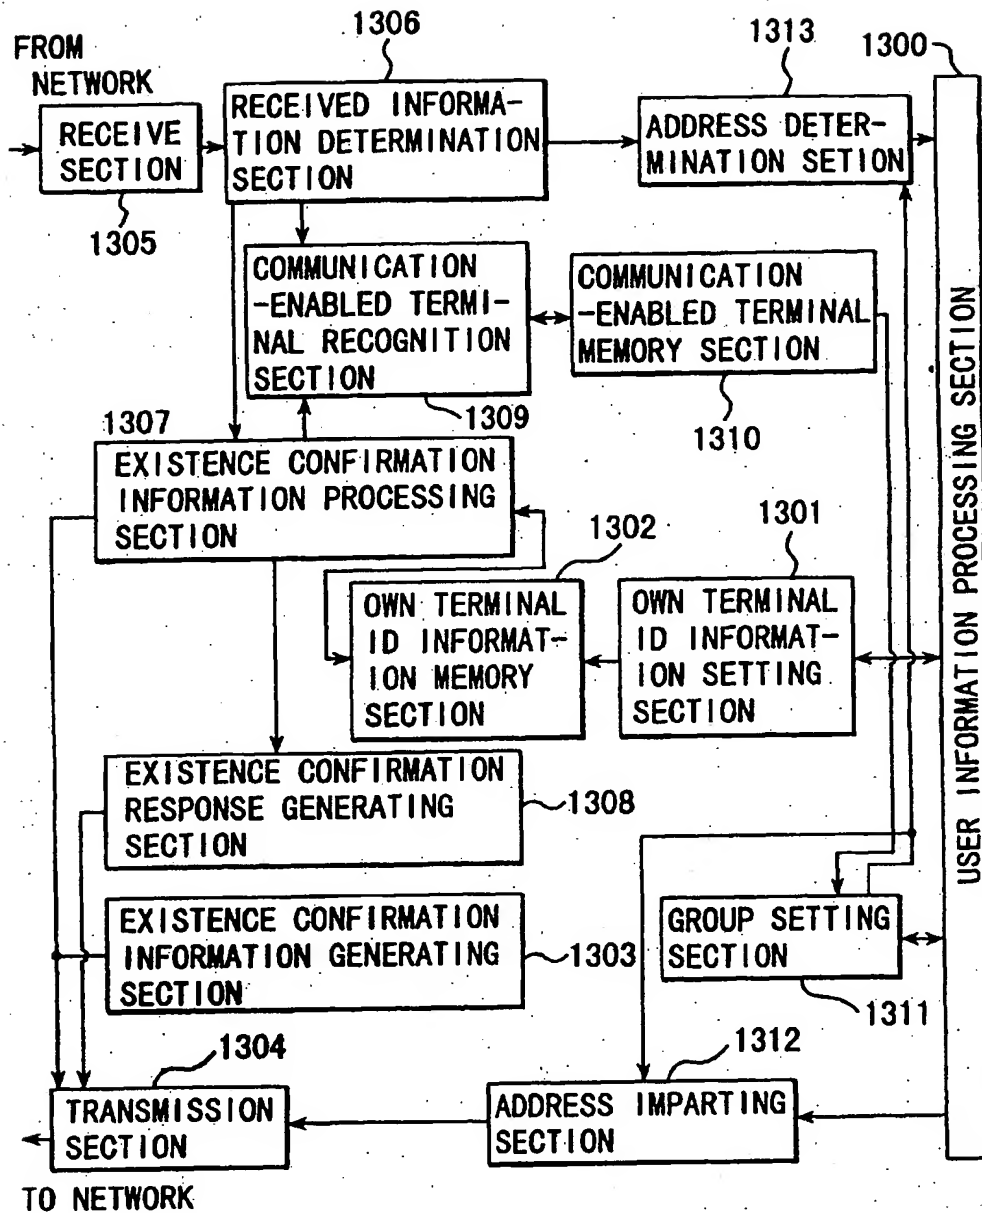 FROM
NETWORK
1306
1313
1300
RECEIVE
SECTION
1305
RECEIVED INFORMA-
TION DETERMINATION
SECTION
ADDRESS DETER-
MINATION SETION
COMMUNICATION
-ENABLED TERMI-
NAL RECOGNITION
SECTION
1309
COMMUNICATION
-ENABLED TERMINAL
MEMORY SECTION
1310
USER INFORMATION PROCESSING SECTION
1307
EXISTENCE CONFIRMATION
INFORMATION PROCESSING
SECTION
1302
1301
OWN TERMINAL
ID INFORMAT-
ION MEMORY
SECTION
OWN TERMINAL
ID INFORMAT-
ION SETTING
SECTION
EXISTENCE CONFIRMATION
RESPONSE GENERATING
SECTION
1308
EXISTENCE CONFIRMATION
INFORMATION GENERATING
SECTION
1303
GROUP SETTING
SECTION
1311
1304
1312
TRANSMISSION
SECTION
ADDRESS IMPARTING
SECTION
TO NETWORK